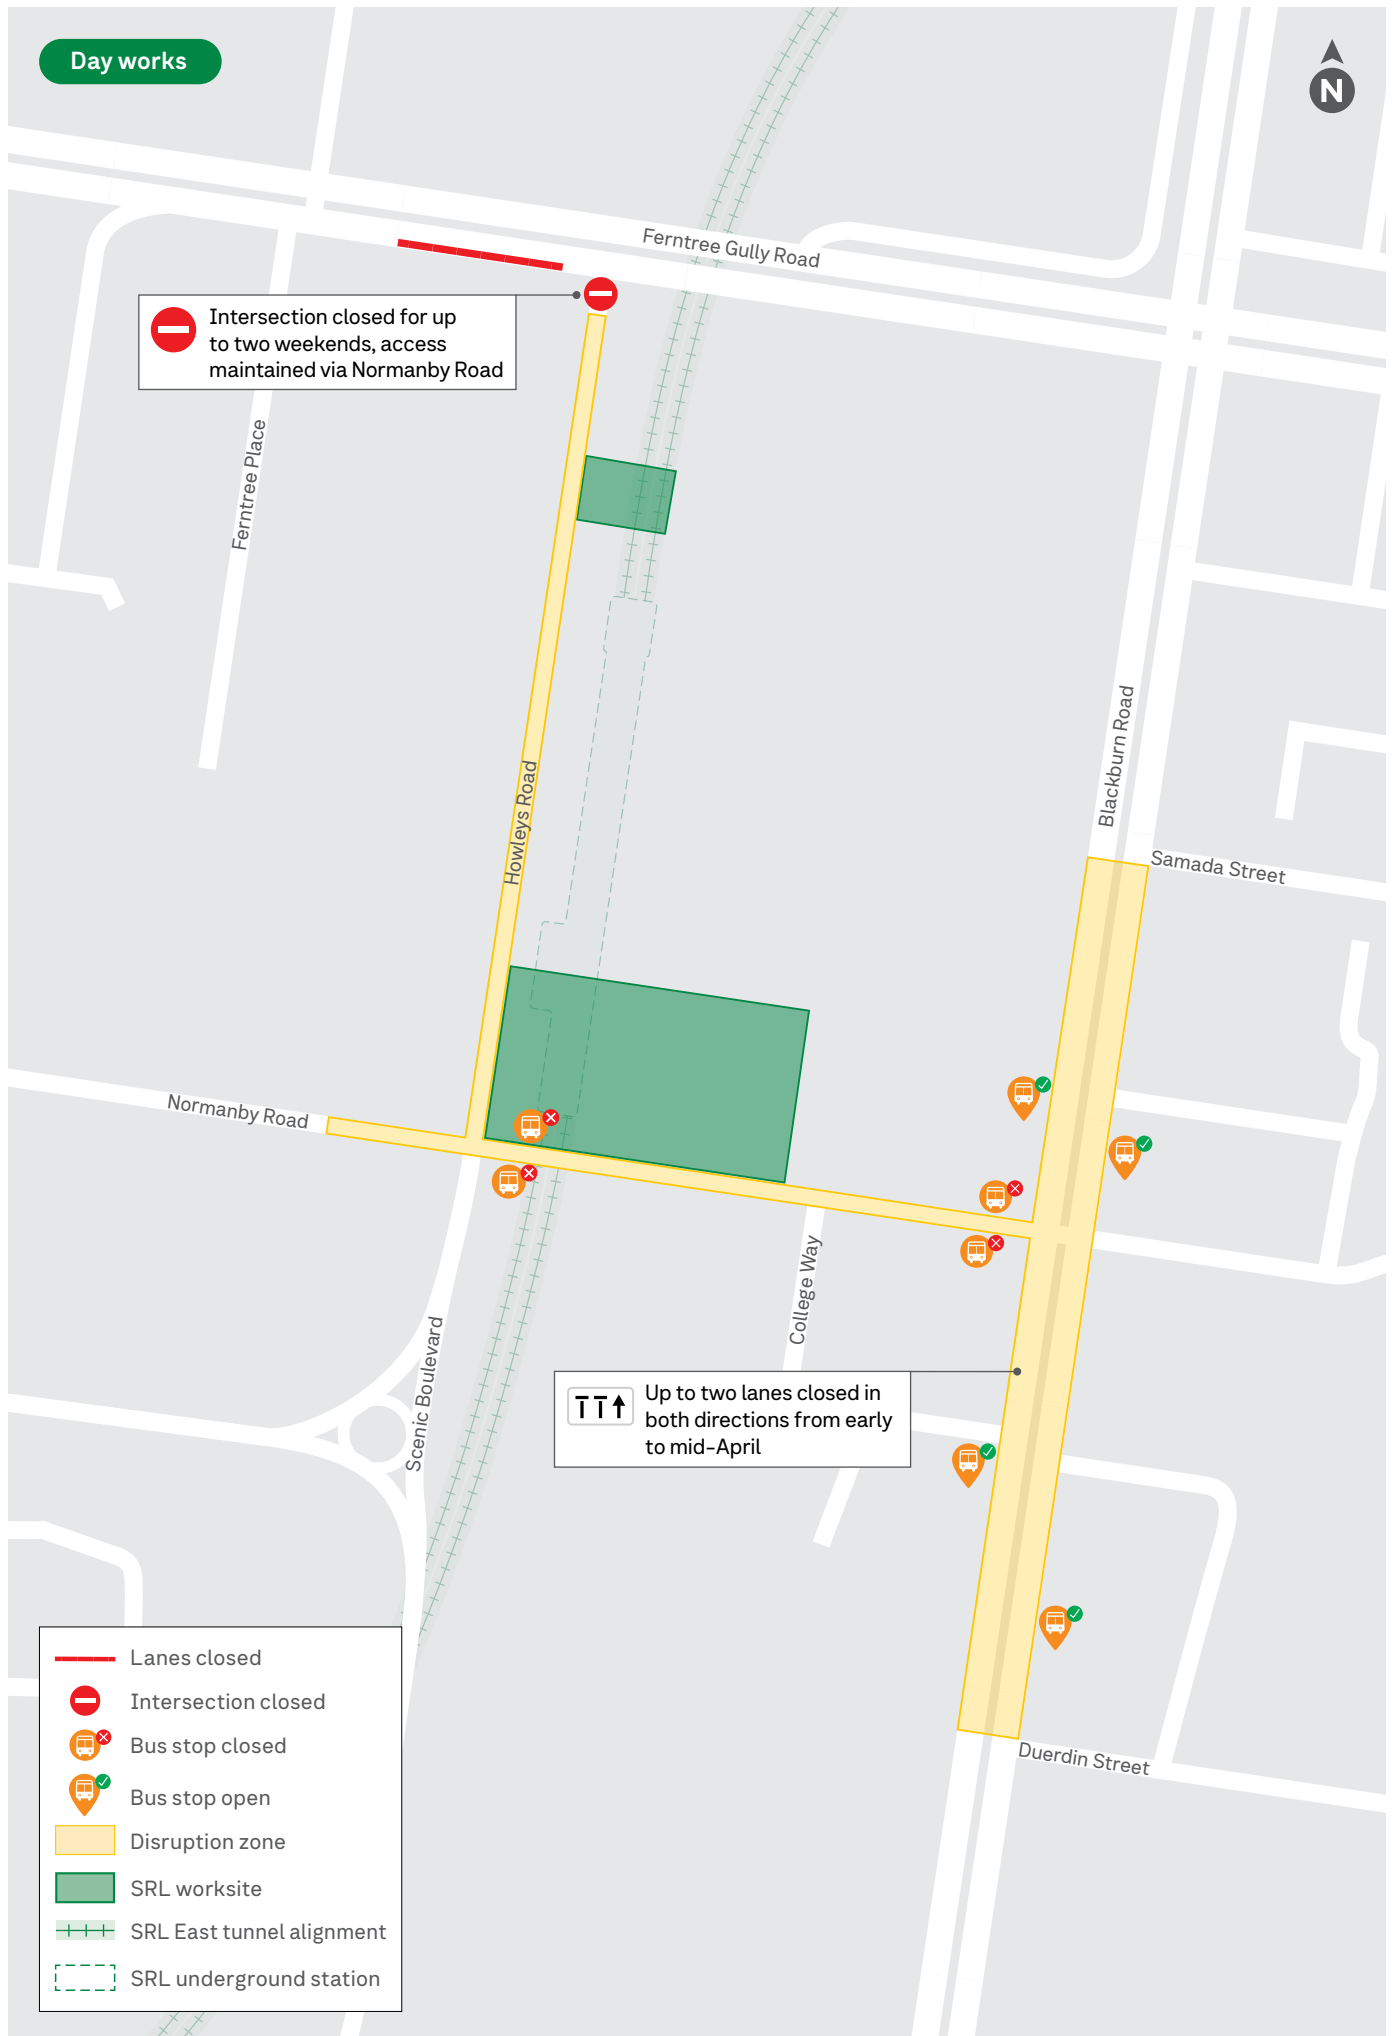 Day works
N
Ferntree Gully Road
Intersection closed for up
to two weekends, access
maintained via Normanby Road
Ferntree Place
Howleys Road
Blackburn Road
Samada Street
Normanby Road
College Way
Scenic Boulevard
Up to two lanes closed in
both directions from early
to mid-April
Duerdin Street
Lanes closed
Intersection closed
Bus stop closed
Bus stop open
Disruption zone
SRL worksite
SRL East tunnel alignment
SRL underground station